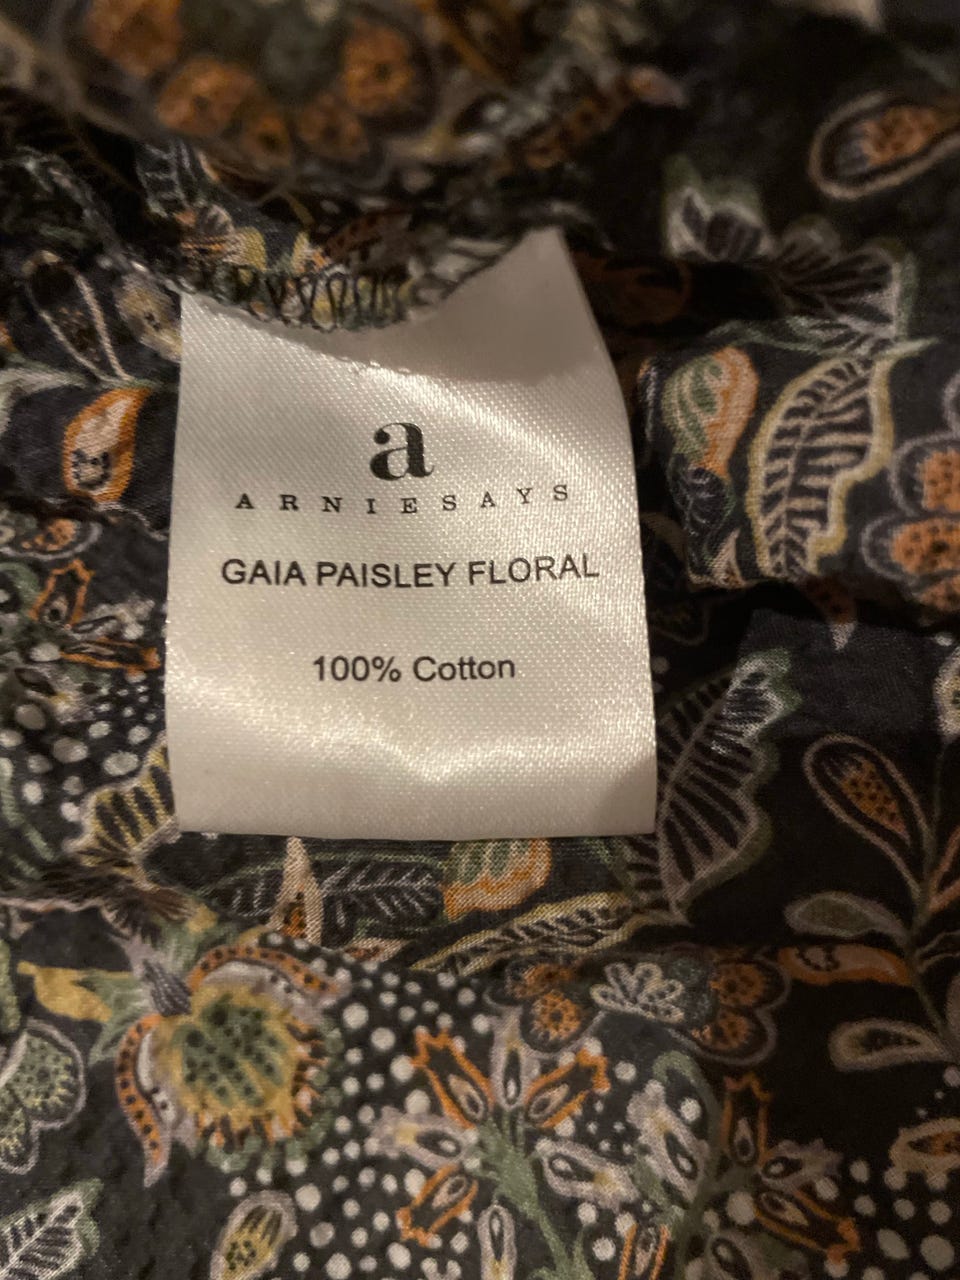 a
ARNIESAYS
GAIA PAISLEY FLORAL
100% Cotton